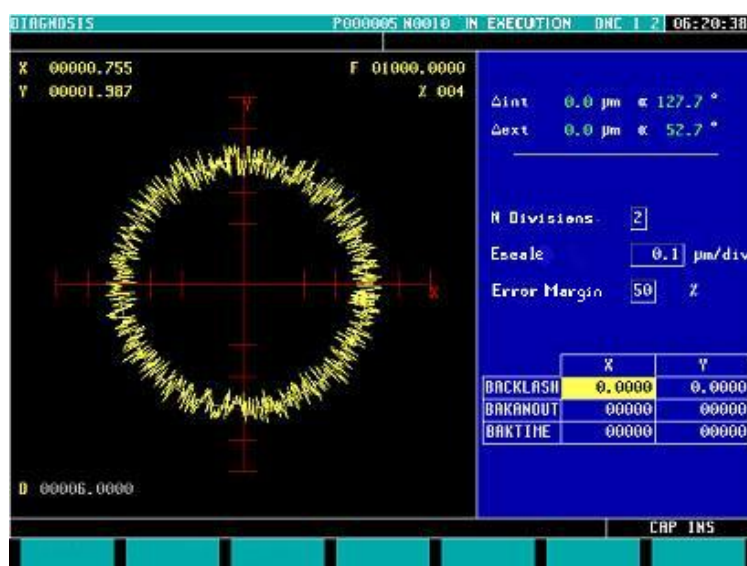 DIAGNOSIS P000005 N0010 IN EXECUTION DNC 1 2 06:20:38
X 00000.755 F 01000.0000
Y 00001.987 % 004
Y
X
D 00006.0000
Δint 0.0 µm α 127.7 °
Δext 0.0 µm α 52.7 °
N Divisions 2
Escale 0.1 µm/div
Error Margin 50 %
X Y
BACKLASH 0.0000 0.0000
BAKANOUT 00000 00000
BAKTIME 00000 00000
CAP INS